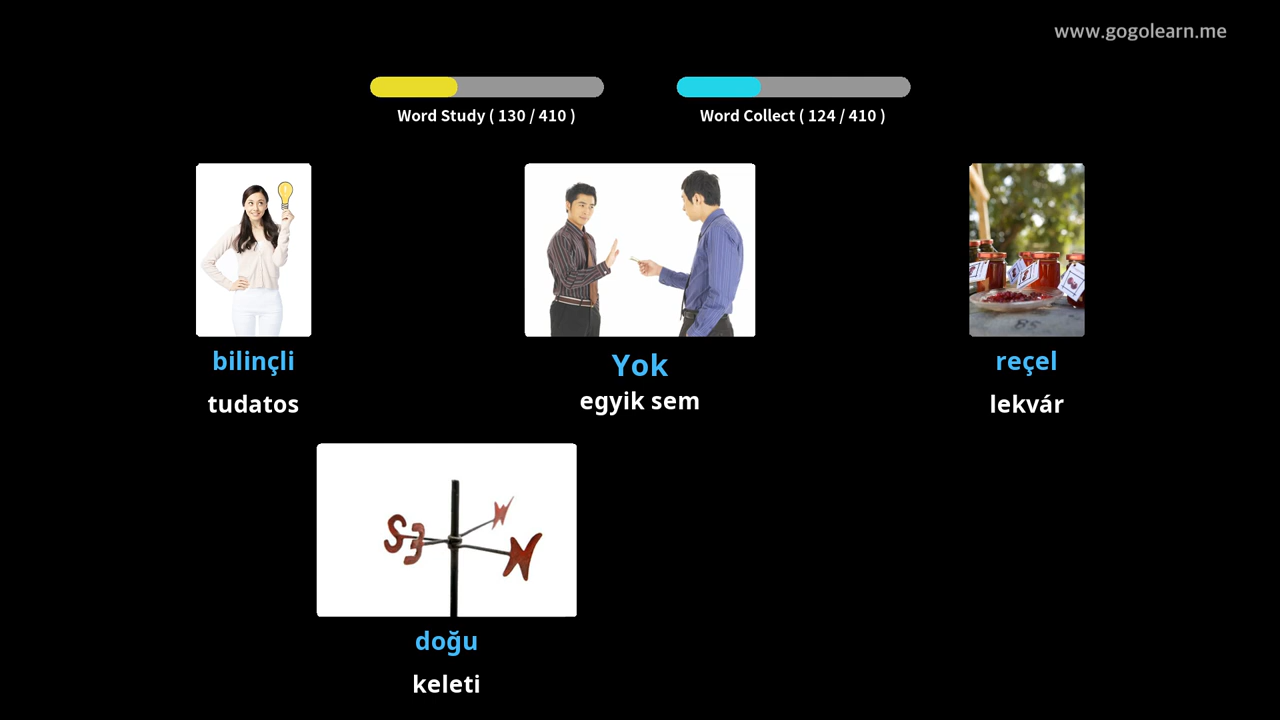 www.gogolearn.me
Word Study ( 130 / 410 )
Word Collect ( 124 / 410 )
bilinçli
tudatos
Yok
egyik sem
reçel
lekvár
doğu
keleti